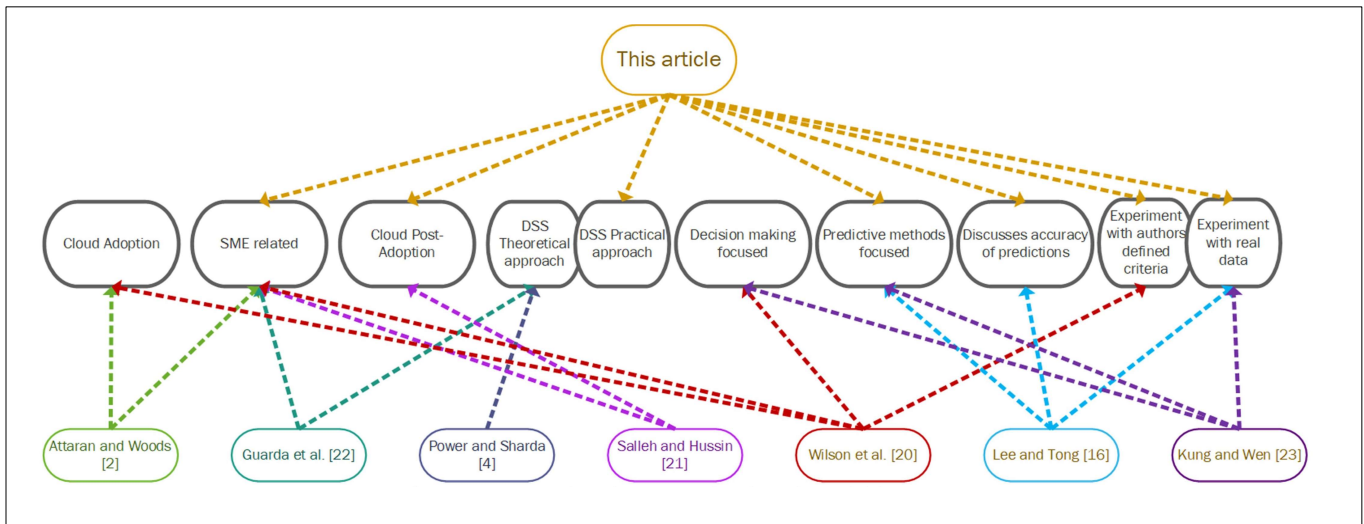 This article
Cloud Adoption
SME related
Cloud Post-
Adoption
DSS
Theoretical
approach
DSS Practical
approach
Decision making
focused
Predictive methods
focused
Discusses accuracy
of predictions
Experiment
with authors
defined
criteria
Experiment
with real
data
Attaran and Woods
[2]
Guarda et al. [22]
Power and Sharda
[4]
Salleh and Hussin
[21]
Wilson et al. [20]
Lee and Tong [16]
Kung and Wen [23]